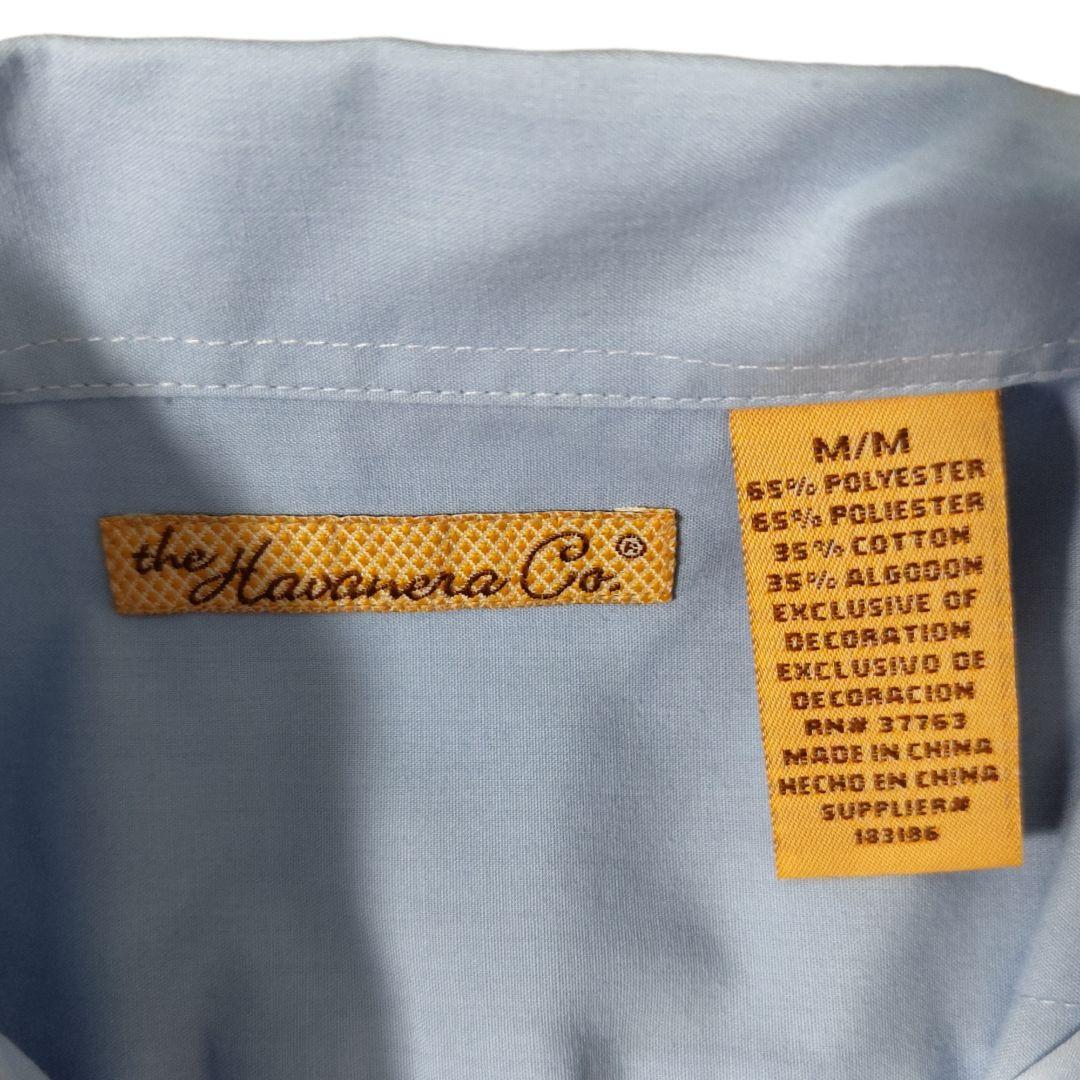 the Havanera Co.®
M/M
65% POLYESTER
65% POLIESTER
35% COTTON
35% ALGODON
EXCLUSIVE OF
DECORATION
EXCLUSIVO DE
DECORACION
RN# 37763
MADE IN CHINA
HECHO EN CHINA
SUPPLIER#
183186